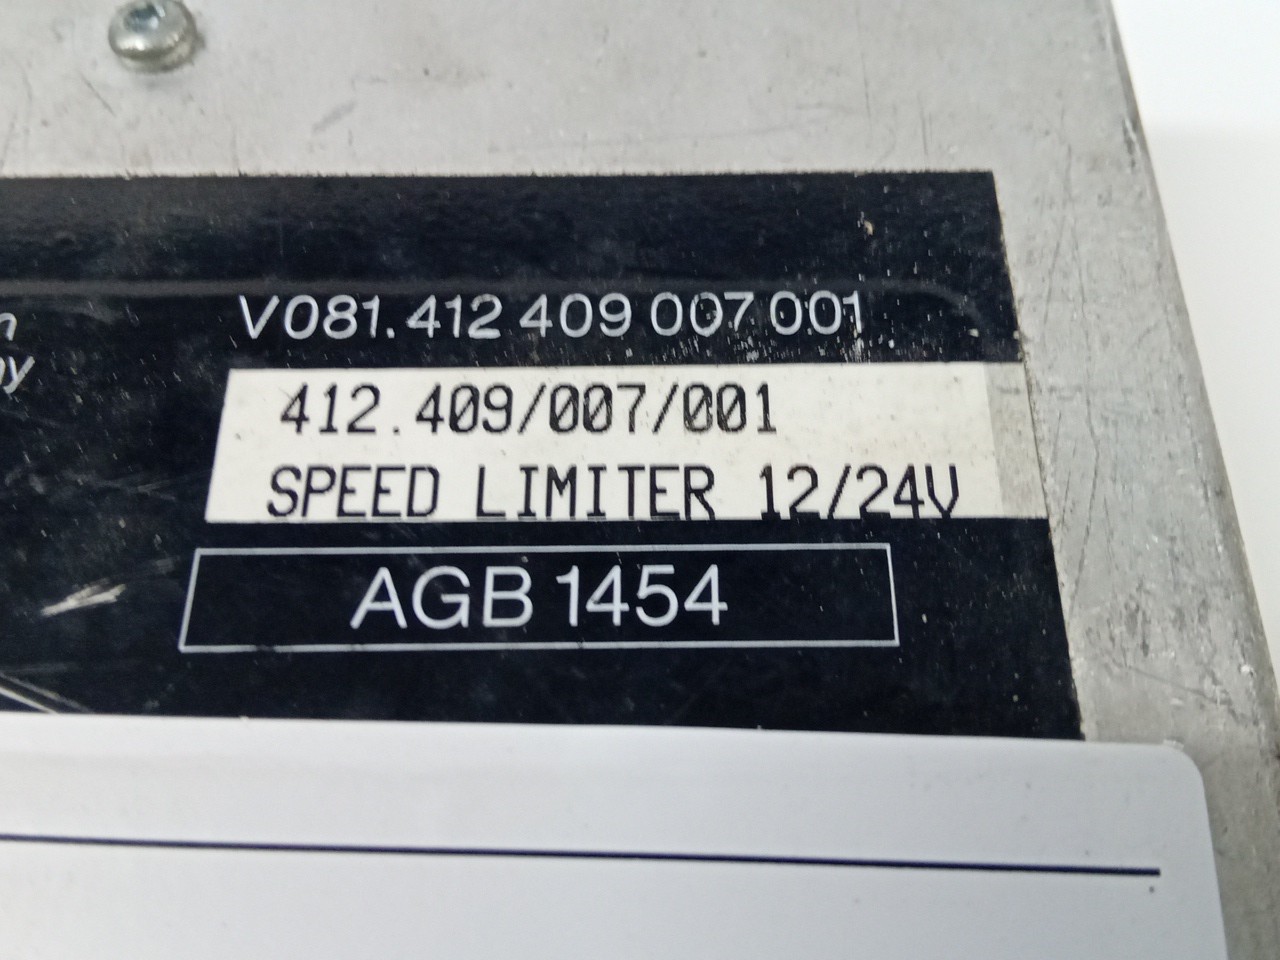 V081.412 409 007 001
412.409/007/001
SPEED LIMITER 12/24V
AGB 1454